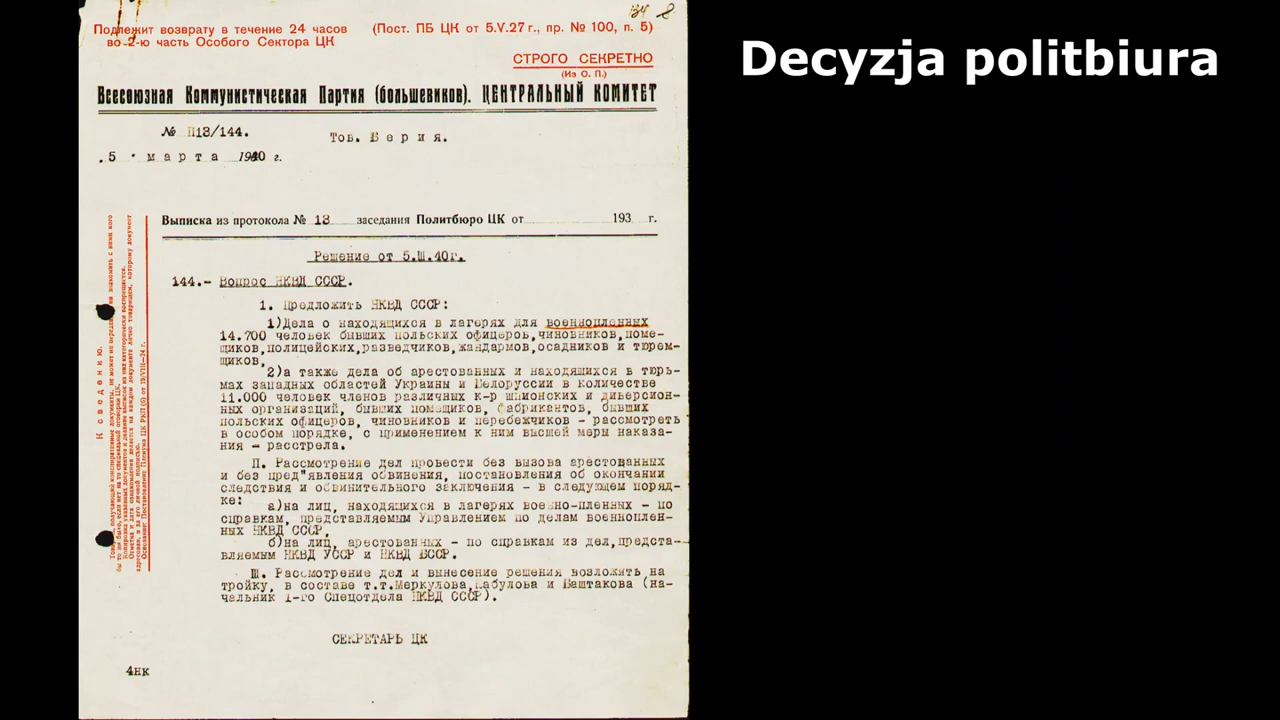 Decyzja politbiura
Подлежит возврату в течение 24 часов
во 2-ю часть Особого Сектора ЦК
(Пост. ПБ ЦК от 5.V.27 г., пр. № 100, п. 5)
СТРОГО СЕКРЕТНО
(Из О. П.)
Всесоюзная Коммунистическая Партия (большевиков). ЦЕНТРАЛЬНЫЙ КОМИТЕТ
№ П13/144.
Тов. Берия.
5 марта 1940 г.
Выписка из протокола № 13 заседания Политбюро ЦК от 193 г.
Решение от 5.III.40г.
144.- Вопрос НКВД СССР.
1. Предложить НКВД СССР:
1)Дела о находящихся в лагерях для военнопленных
14.700 человек бывших польских офицеров,чиновников,поме-
щиков,полицейских,разведчиков,жандармов,осадников и тюрем-
щиков,
2)а также дела об арестованных и находящихся в тюрь-
мах западных областей Украины и Белоруссии в количестве
11.000 человек членов различных к-р шпионских и диверсион-
ных организаций, бывших помещиков, фабрикантов, бывших
польских офицеров, чиновников и перебежчиков - рассмотреть
в особом порядке, с применением к ним высшей меры наказа-
ния - расстрела.
П. Рассмотрение дел провести без вызова арестованных
и без пред"явления обвинения, постановления об окончании
следствия и обвинительного заключения - в следующем поряд-
ке:
а)на лиц, находящихся в лагерях военно-пленных - по
справкам, представляемым Управлением по делам военноплен-
ных НКВД СССР,
б)на лиц, арестованных - по справкам из дел,предста-
вляемым НКВД УССР и НКВД БССР.
Ш. Рассмотрение дел и вынесение решения возложить на
тройку, в составе т.т.Меркулова,Кабулова и Баштакова (на-
чальник 1-го Спецотдела НКВД СССР).
СЕКРЕТАРЬ ЦК
4нк
К сведению.